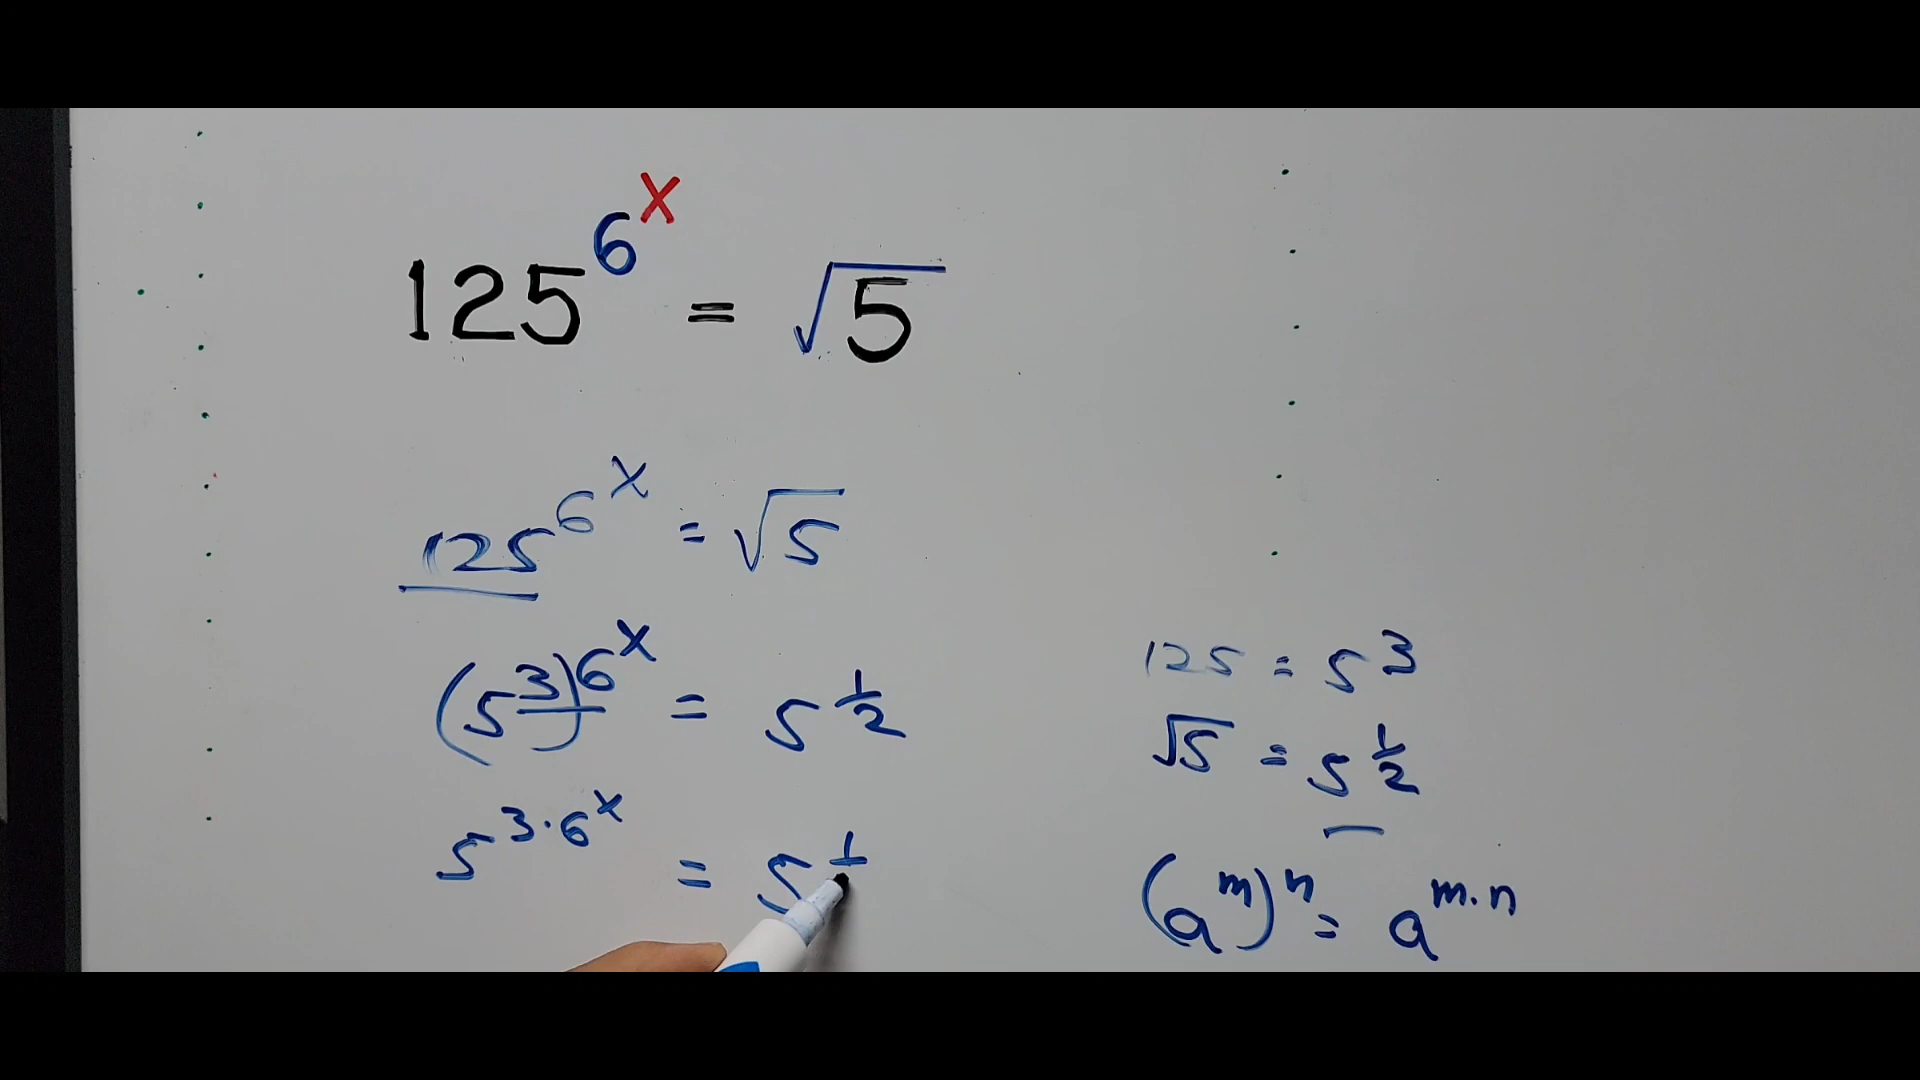 125^6^x = √5
125^6^x = √5
(5^3)^6^x = 5^1/2
5^3·6^x = 5^1
125 = 5^3
√5 = 5^1/2
(a^m)^n = a^m·n